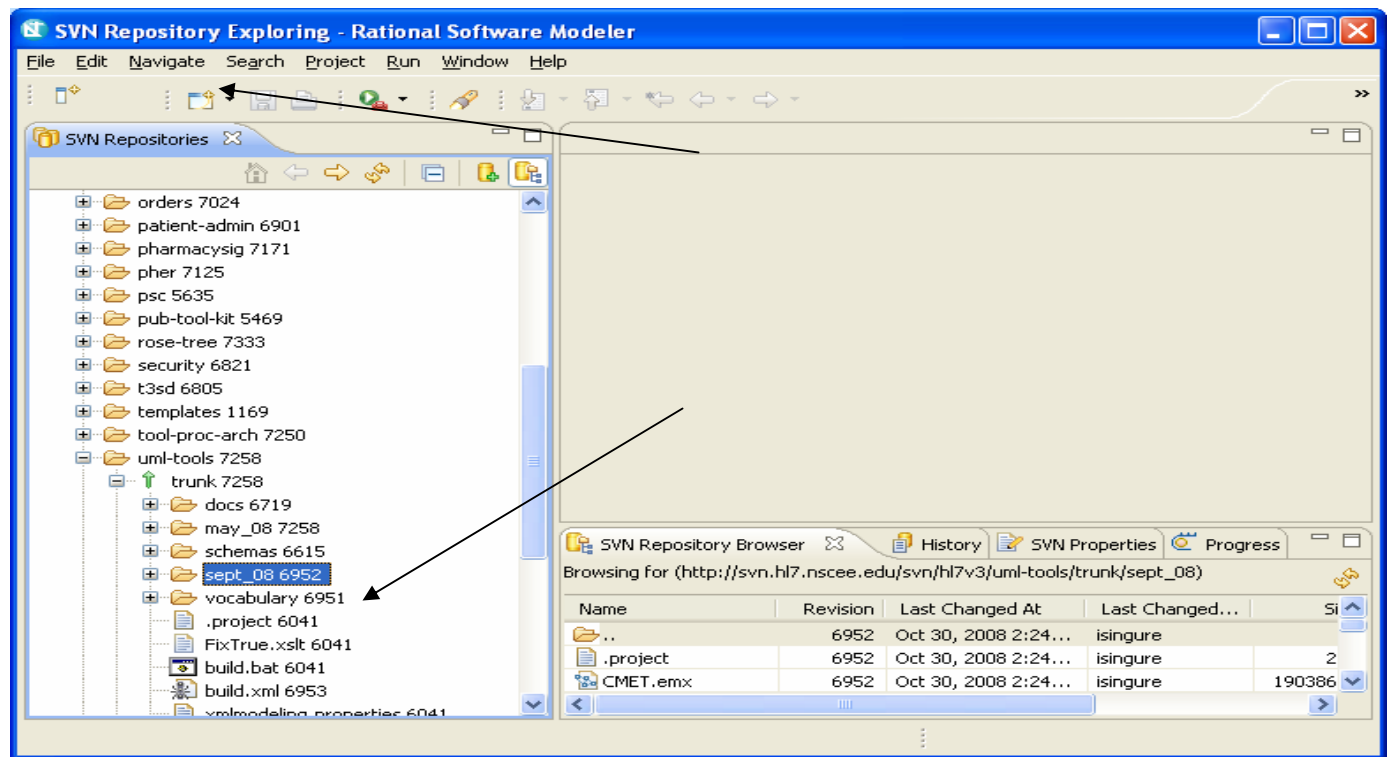 SVN Repository Exploring - Rational Software Modeler
File Edit Navigate Search Project Run Window Help
SVN Repositories
orders 7024
patient-admin 6901
pharmacysig 7171
pher 7125
psc 5635
pub-tool-kit 5469
rose-tree 7333
security 6821
t3sd 6805
templates 1169
tool-proc-arch 7250
uml-tools 7258
trunk 7258
docs 6719
may_08 7258
schemas 6615
sept_08 6952
vocabulary 6951
.project 6041
FixTrue.xslt 6041
build.bat 6041
build.xml 6953
xmlmodeling.properties 6041
SVN Repository Browser History SVN Properties Progress
Browsing for (http://svn.hl7.nscee.edu/svn/hl7v3/uml-tools/trunk/sept_08)
Name Revision Last Changed At Last Changed... Si
.. 6952 Oct 30, 2008 2:24... isingure
.project 6952 Oct 30, 2008 2:24... isingure 2
CMET.emx 6952 Oct 30, 2008 2:24... isingure 190386